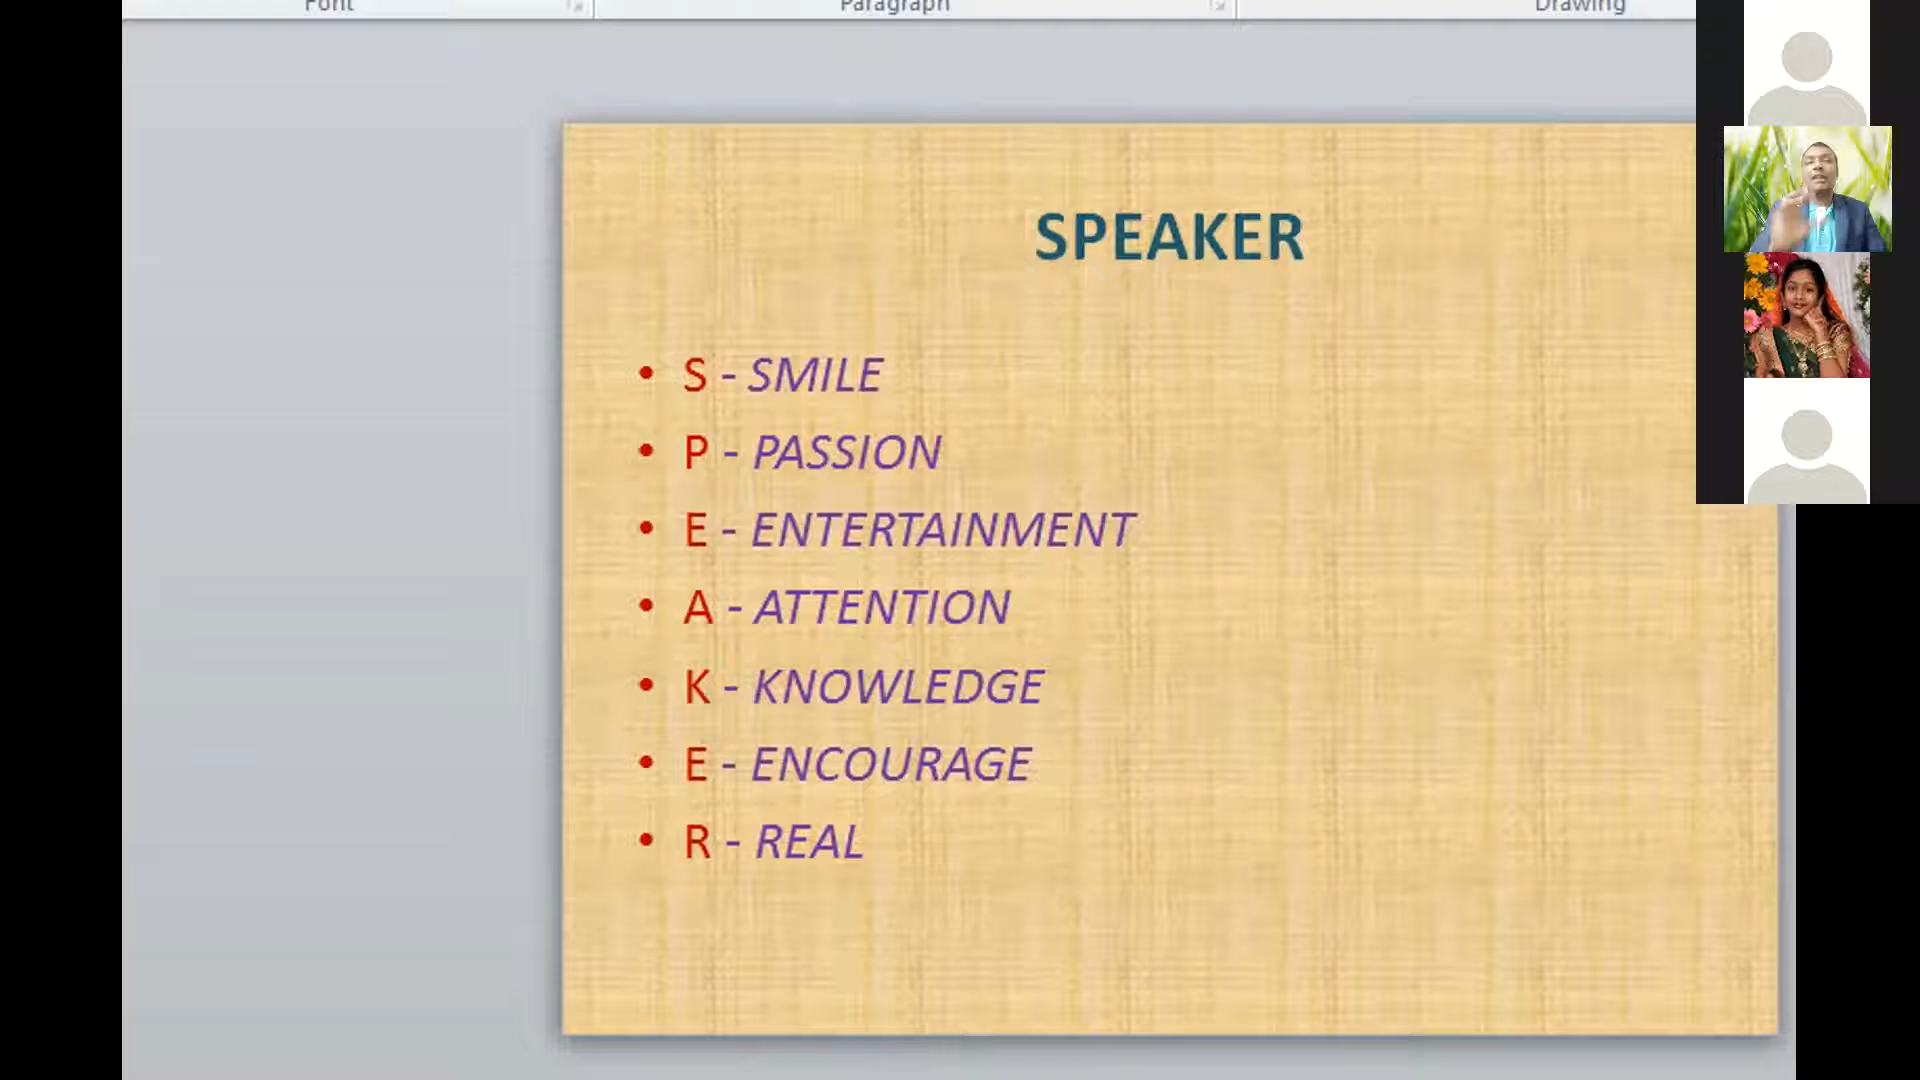 Font
Paragraph
Drawing
SPEAKER
• S - SMILE
• P - PASSION
• E - ENTERTAINMENT
• A - ATTENTION
• K - KNOWLEDGE
• E - ENCOURAGE
• R - REAL